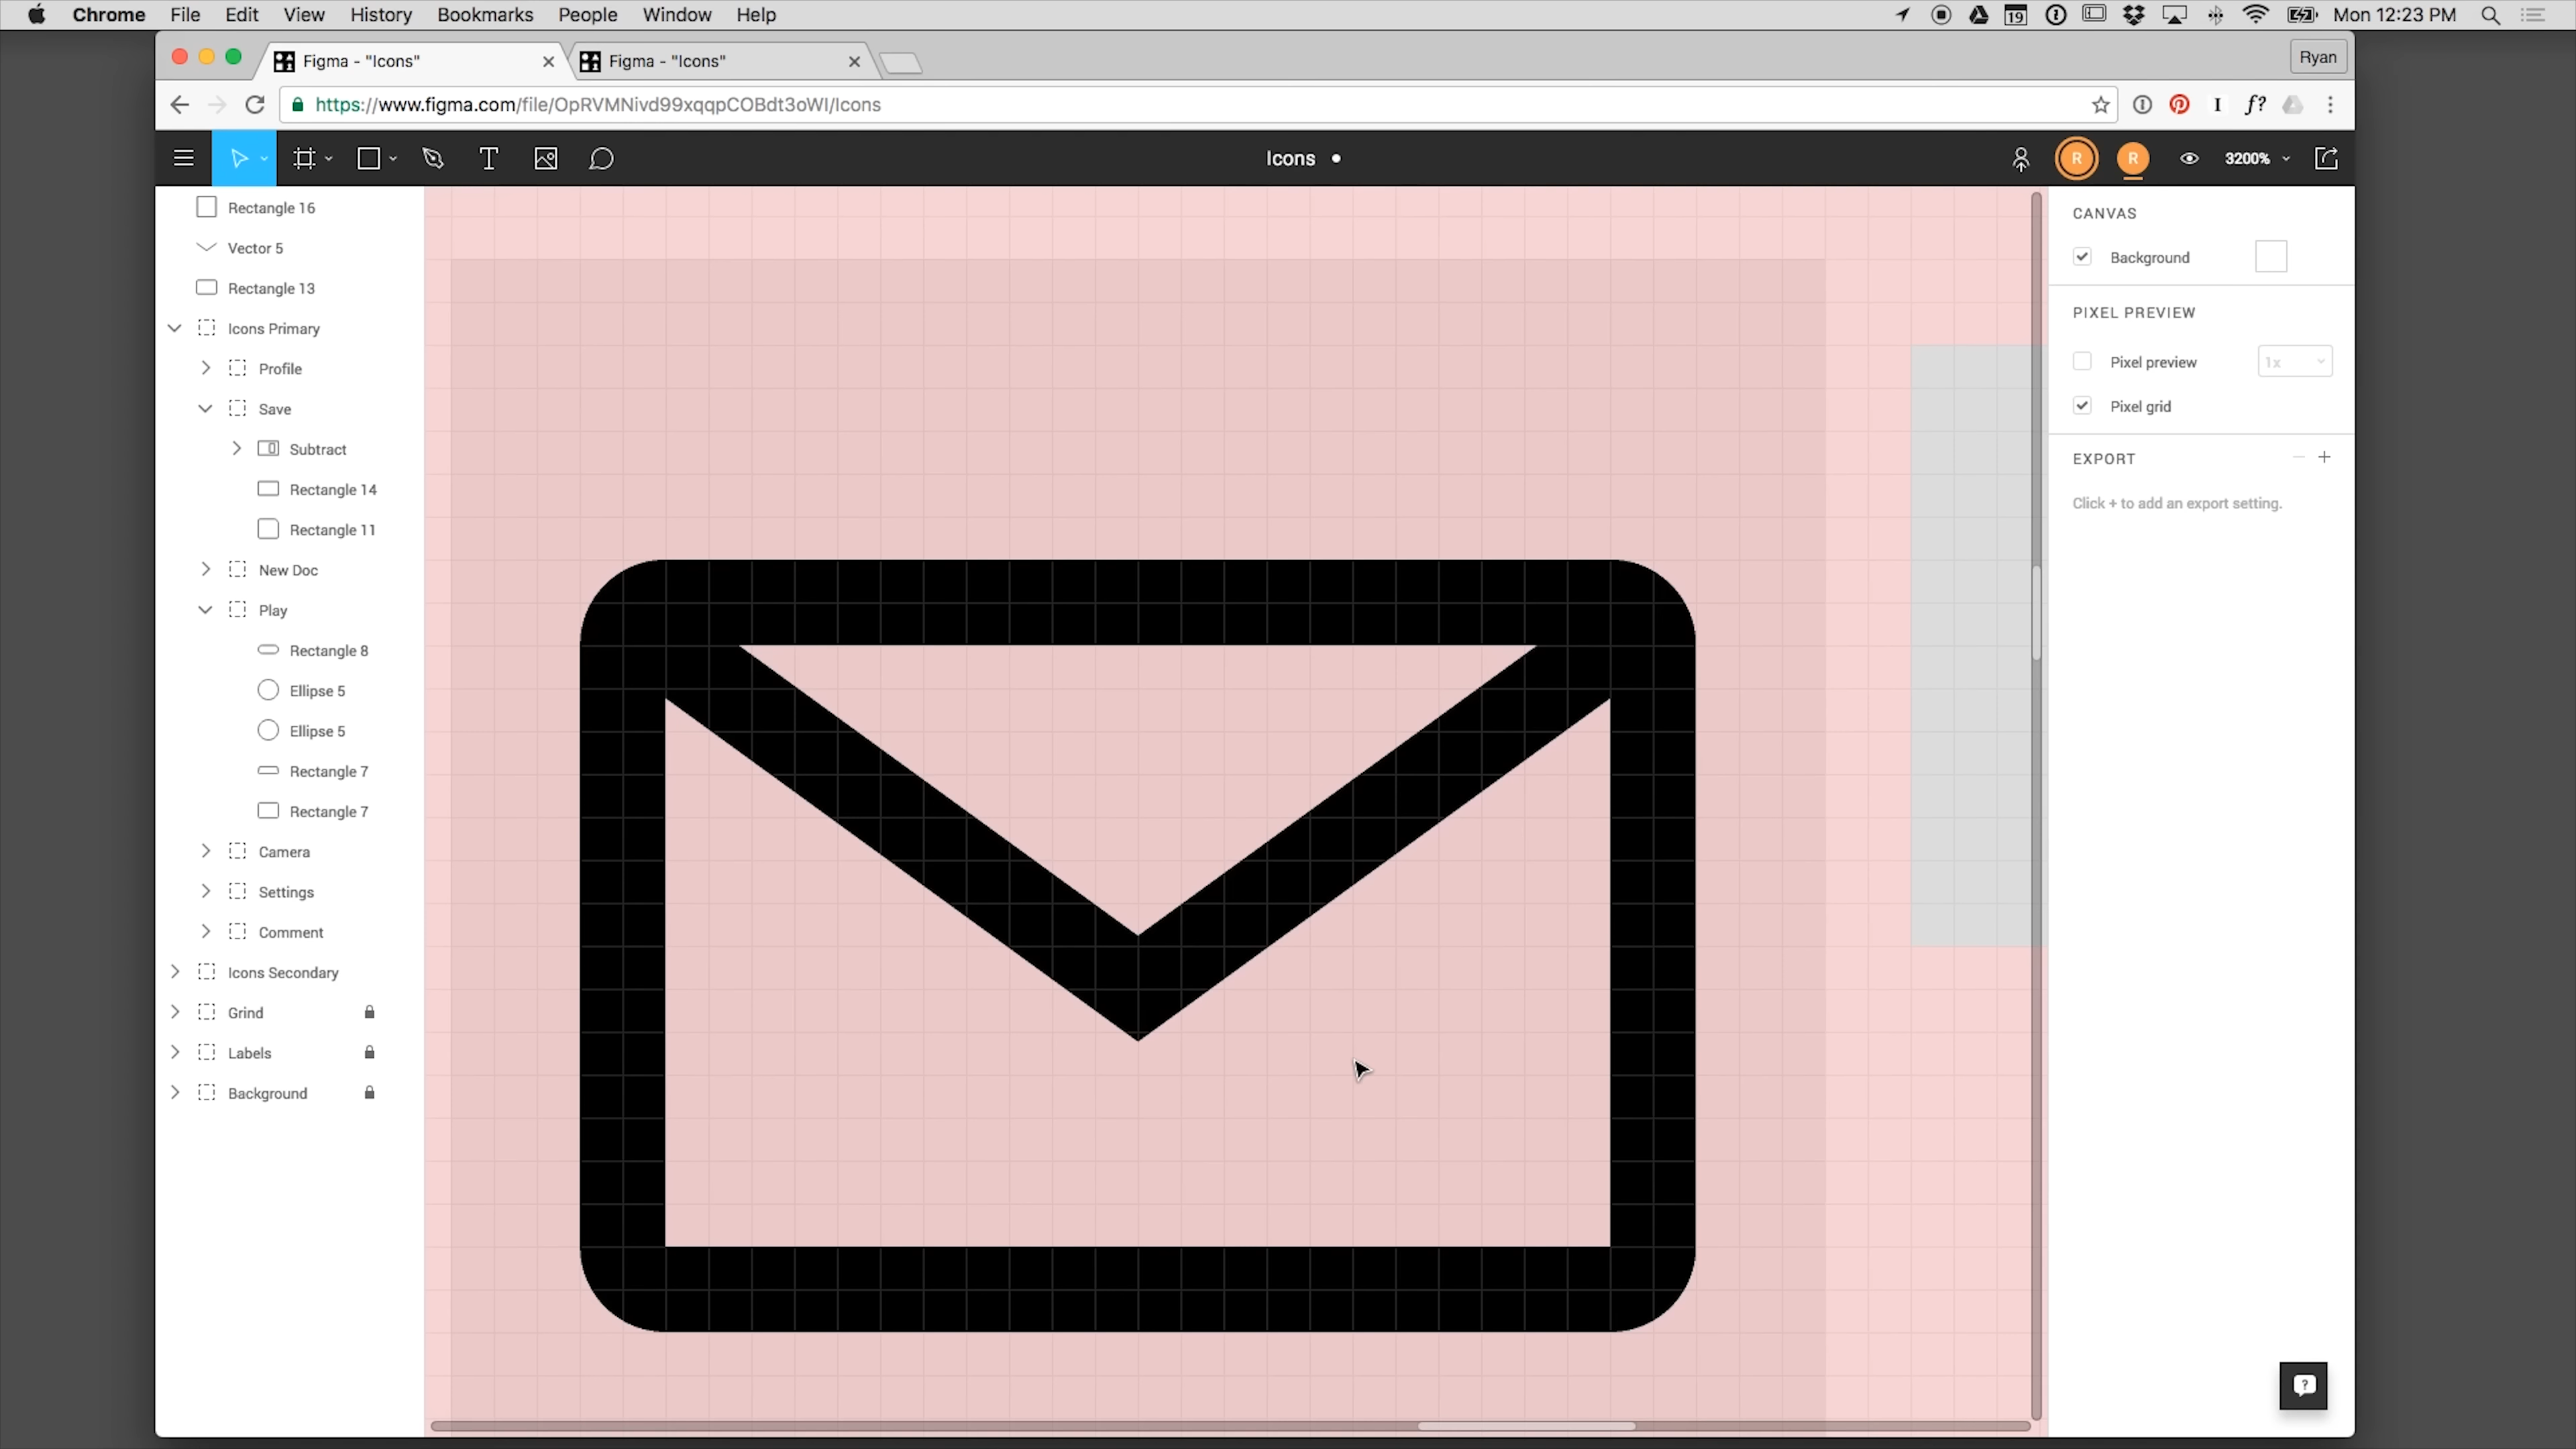 Chrome File Edit View History Bookmarks People Window Help 19 Mon 12:23 PM
Figma - "Icons" Figma - "Icons" Ryan
https://www.figma.com/file/OpRVMNivd99xqqpCOBdt3oWI/Icons
T Icons R R 3200%
Rectangle 16
Vector 5
Rectangle 13
Icons Primary
Profile
Save
Subtract
Rectangle 14
Rectangle 11
New Doc
Play
Rectangle 8
Ellipse 5
Ellipse 5
Rectangle 7
Rectangle 7
Camera
Settings
Comment
Icons Secondary
Grind
Labels
Background
CANVAS
Background
PIXEL PREVIEW
Pixel preview 1x
Pixel grid
EXPORT
Click + to add an export setting.